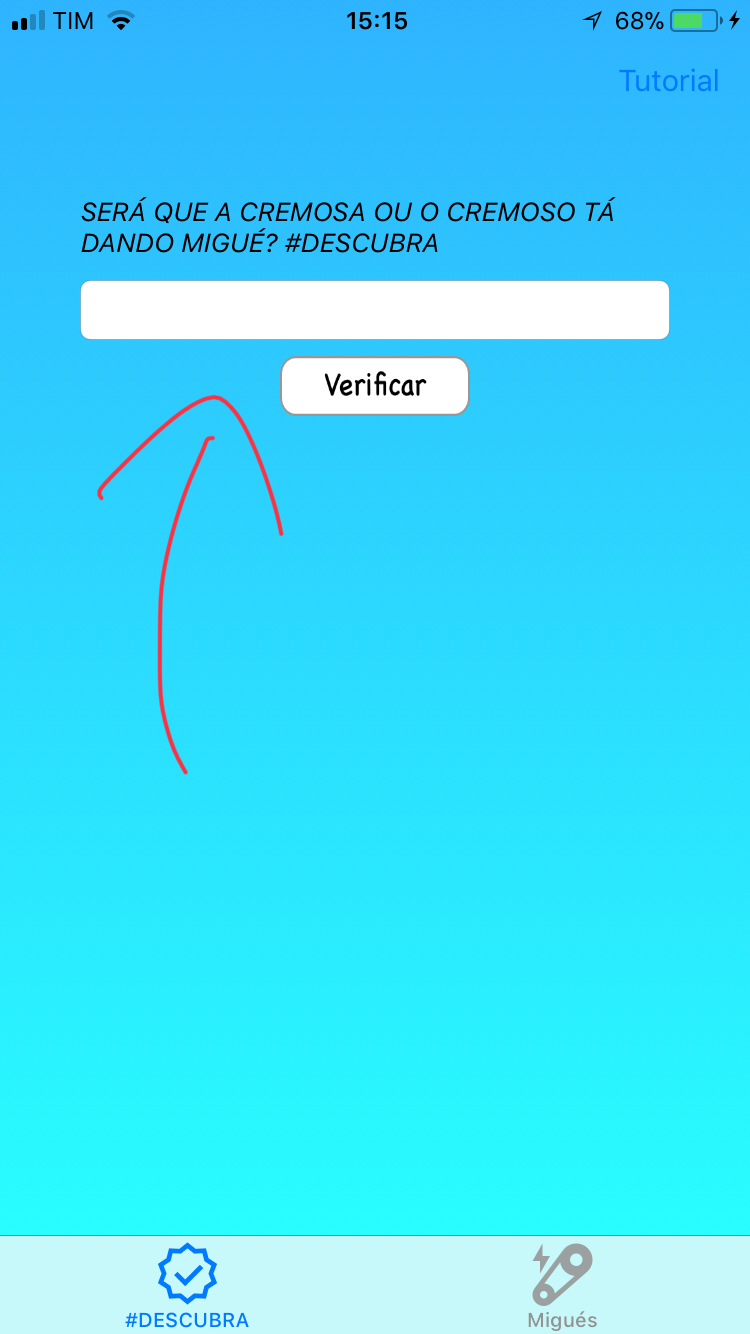 TIM 15:15 68%
Tutorial
SERÁ QUE A CREMOSA OU O CREMOSO TÁ
DANDO MIGUÉ? #DESCUBRA
Verificar
#DESCUBRA Migués